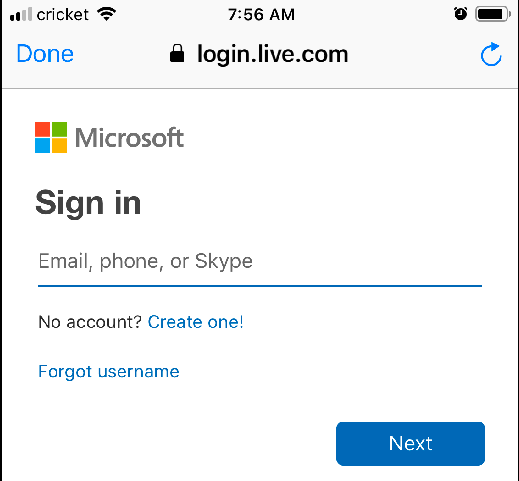 cricket 7:56 AM
Done login.live.com
Microsoft
Sign in
Email, phone, or Skype
No account? Create one!
Forgot username
Next